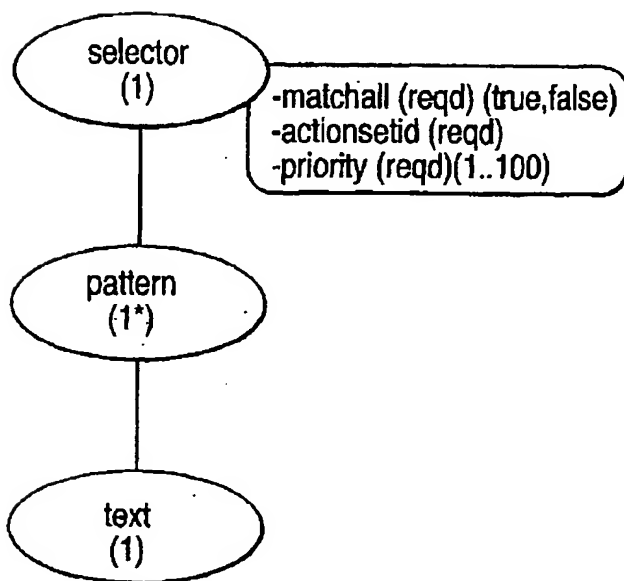 selector
(1)
-matchall (reqd) (true,false)
-actionsetid (reqd)
-priority (reqd)(1..100)
pattern
(1*)
text
(1)